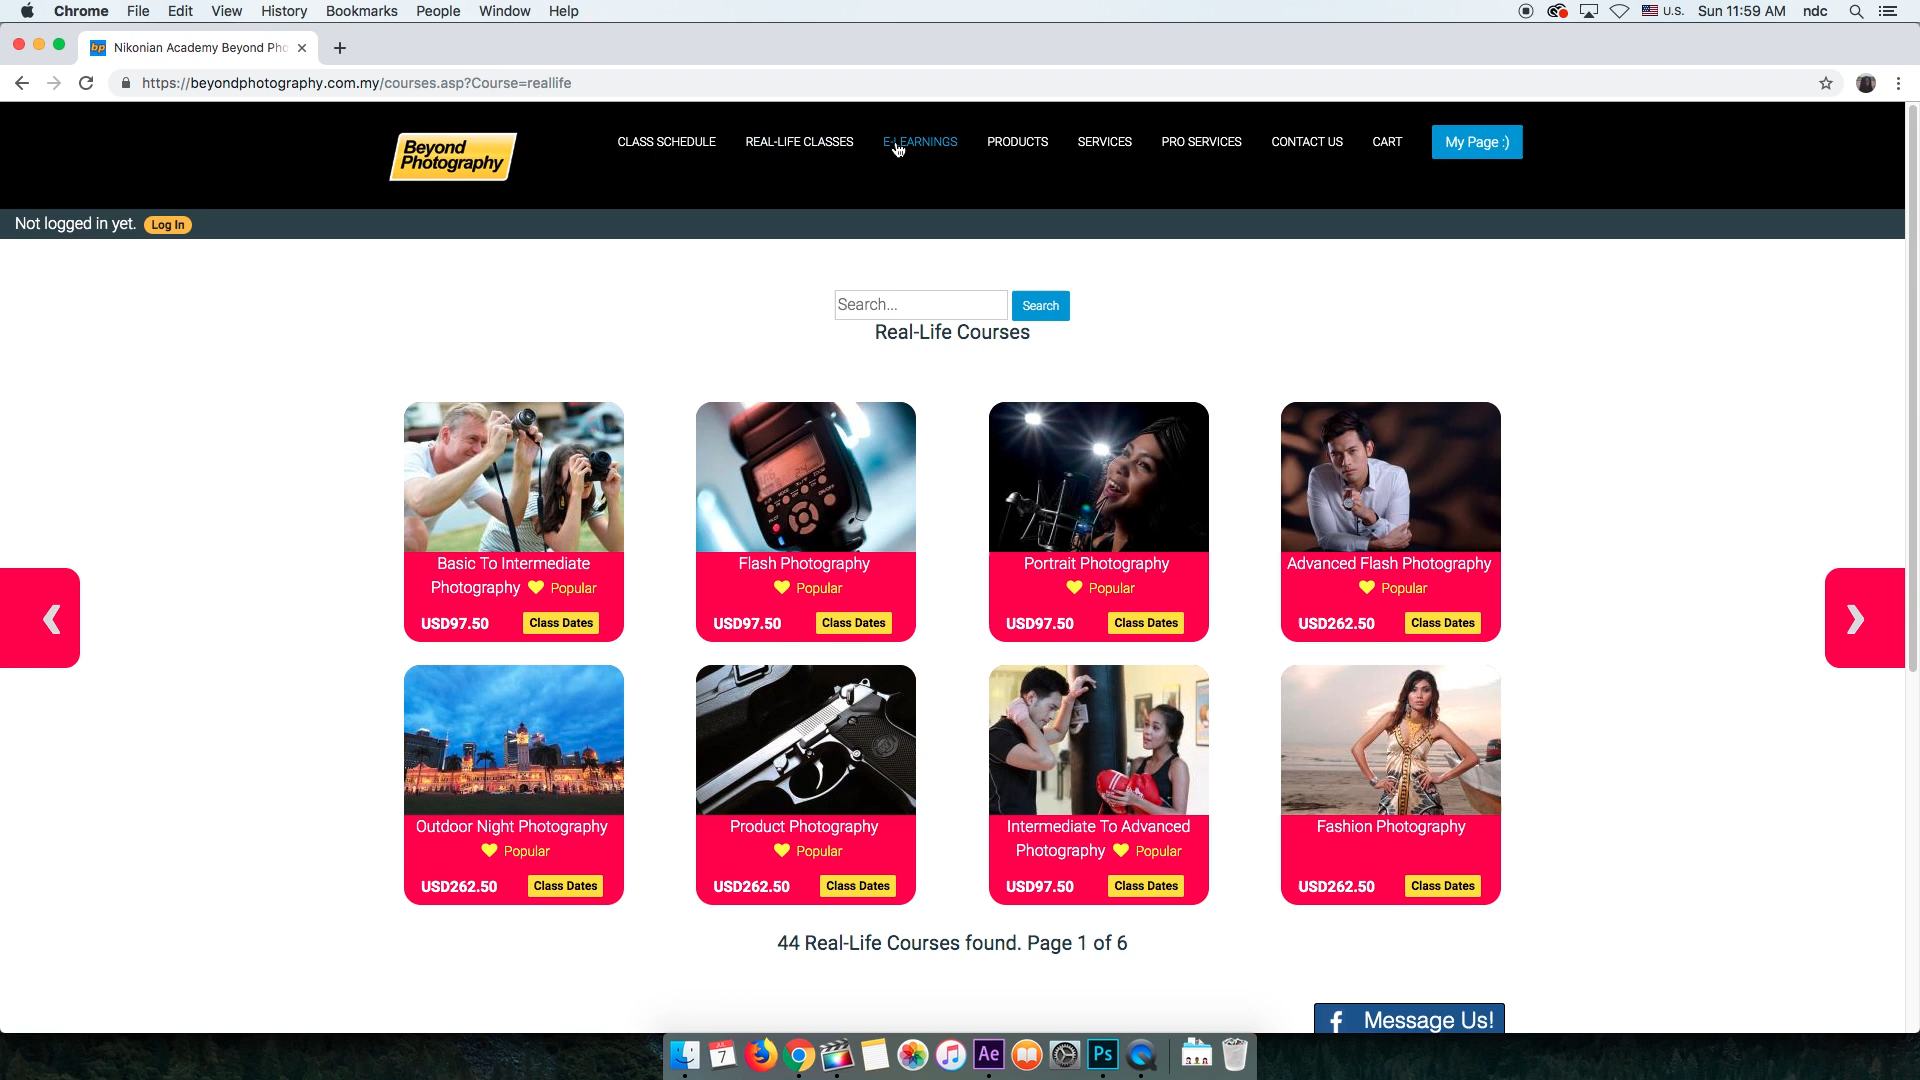 Chrome File Edit View History Bookmarks People Window Help U.S. Sun 11:59 AM ndc
bp Nikonian Academy Beyond Pho
https://beyondphotography.com.my/courses.asp?Course=reallife
Beyond
Photography
CLASS SCHEDULE REAL-LIFE CLASSES E-LEARNINGS PRODUCTS SERVICES PRO SERVICES CONTACT US CART My Page :)
Not logged in yet. Log In
Search... Search
Real-Life Courses
Basic To Intermediate
Photography Popular
USD97.50 Class Dates
Flash Photography
Popular
USD97.50 Class Dates
Portrait Photography
Popular
USD97.50 Class Dates
Advanced Flash Photography
Popular
USD262.50 Class Dates
Outdoor Night Photography
Popular
USD262.50 Class Dates
Product Photography
Popular
USD262.50 Class Dates
Intermediate To Advanced
Photography Popular
USD97.50 Class Dates
Fashion Photography
USD262.50 Class Dates
44 Real-Life Courses found. Page 1 of 6
f Message Us!
JUL
7
Ae
Ps